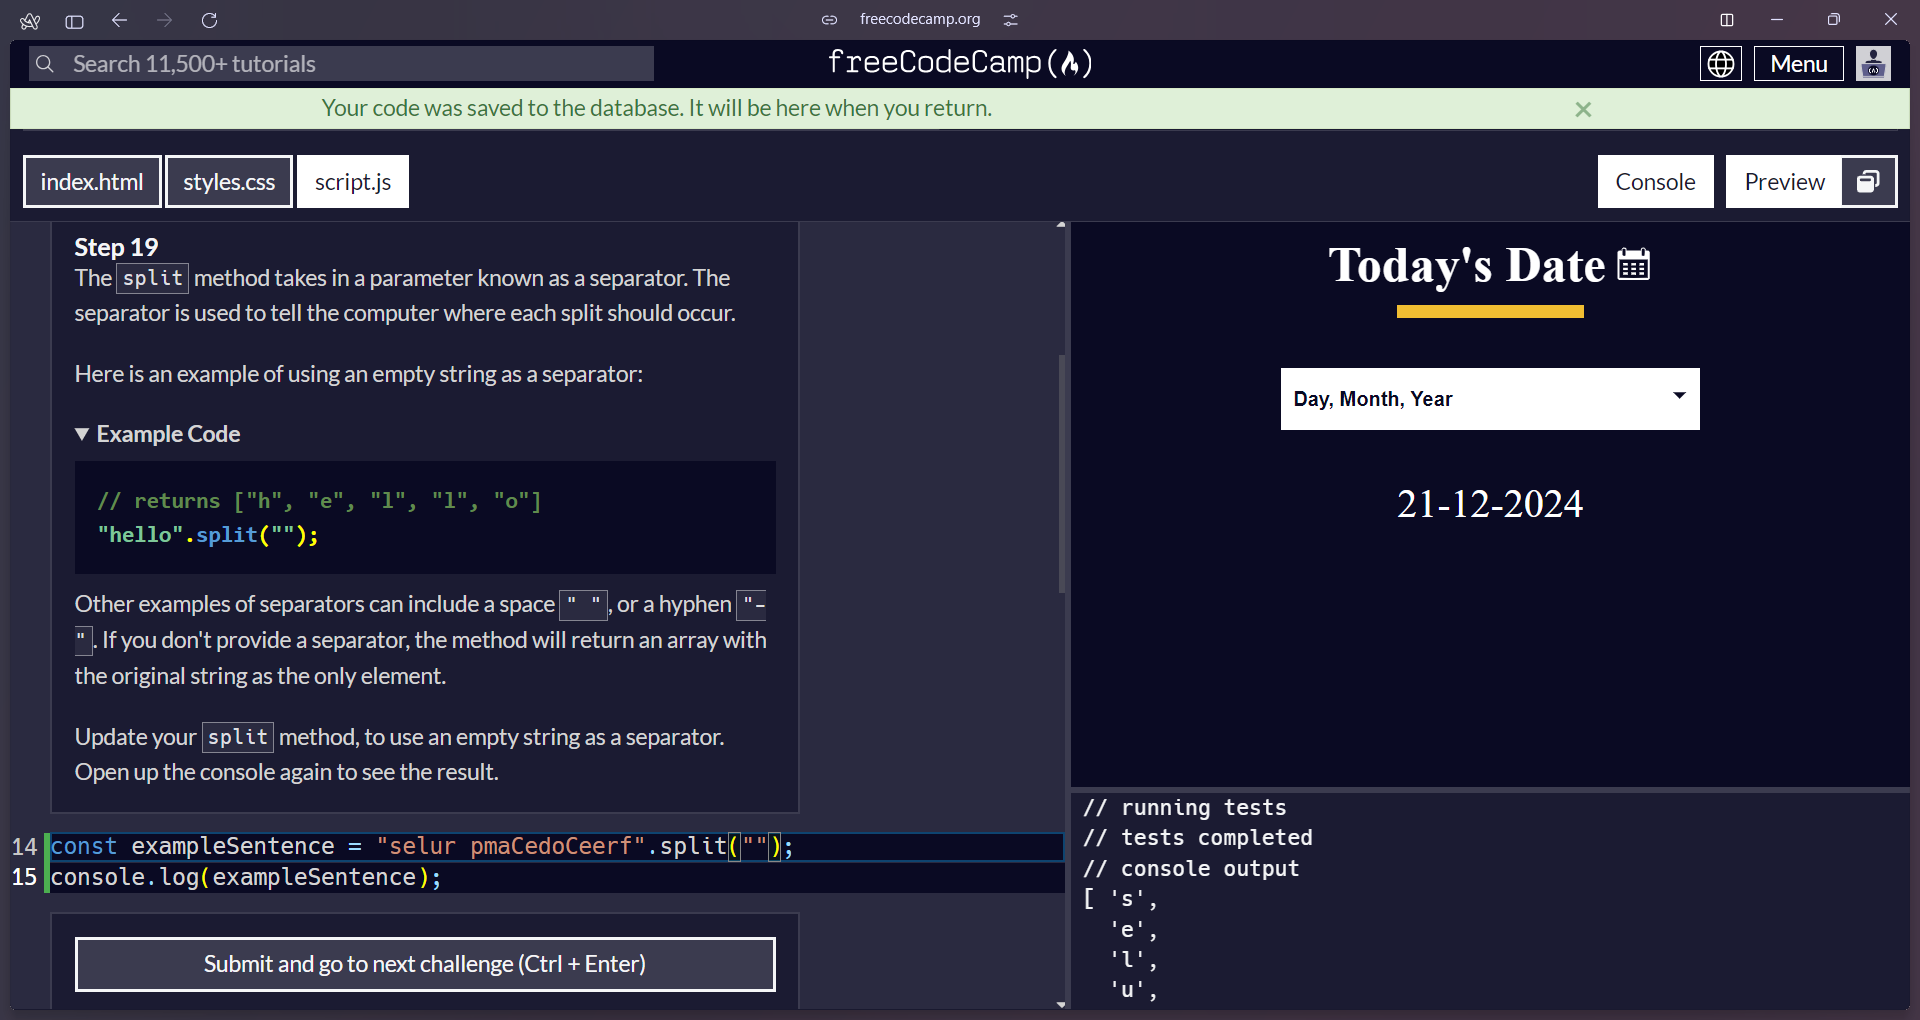 freecodecamp.org
Search 11,500+ tutorials
freeCodeCamp
Menu
Your code was saved to the database. It will be here when you return.
index.html
styles.css
script.js
Console
Preview
Step 19
The split method takes in a parameter known as a separator. The
separator is used to tell the computer where each split should occur.
Here is an example of using an empty string as a separator:
Example Code
// returns ["h", "e", "l", "l", "o"]
"hello".split("");
Other examples of separators can include a space " ", or a hyphen "-
". If you don't provide a separator, the method will return an array with
the original string as the only element.
Update your split method, to use an empty string as a separator.
Open up the console again to see the result.
14 const exampleSentence = "selur pmaCedoCeerf".split("");
15 console.log(exampleSentence);
Submit and go to next challenge (Ctrl + Enter)
Today's Date
Day, Month, Year
21-12-2024
// running tests
// tests completed
// console output
[ 's',
'e',
'l',
'u',